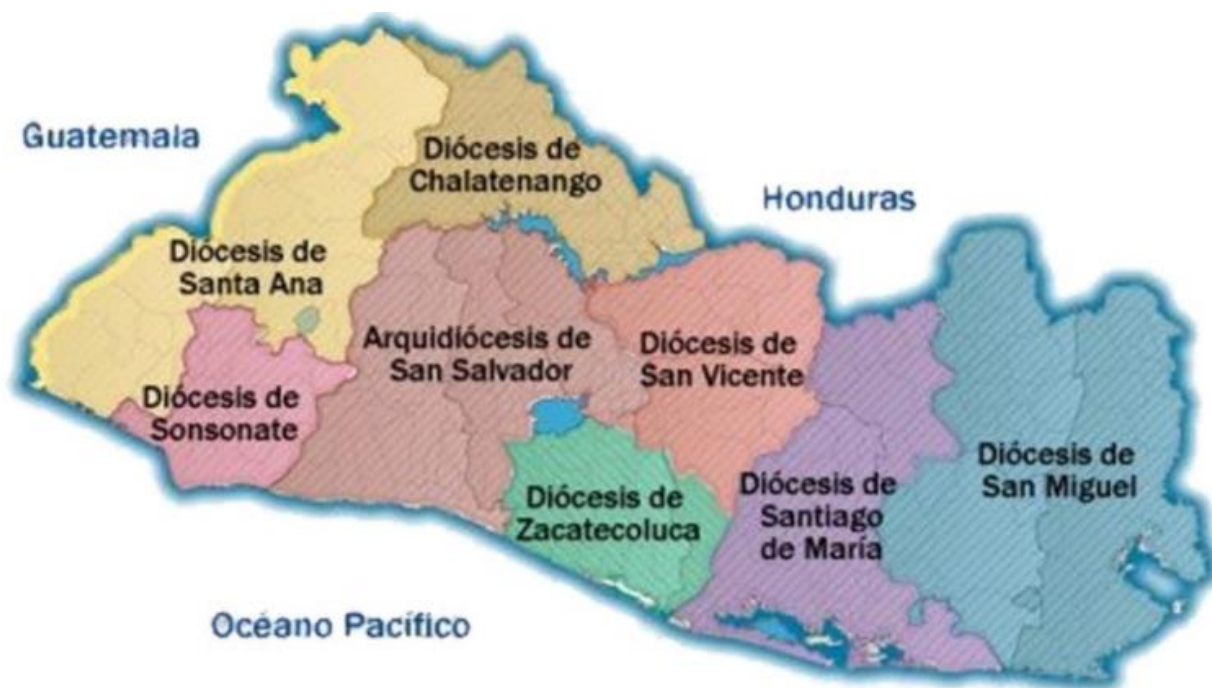 Guatemala
Diócesis de
Chalatenango
Honduras
Diócesis de
Santa Ana
Arquidiócesis de
San Salvador
Diócesis de
San Vicente
Diócesis de
Sonsonate
Diócesis de
San Miguel
Diócesis de
Santiago
de María
Diócesis de
Zacatecoluca
Océano Pacífico